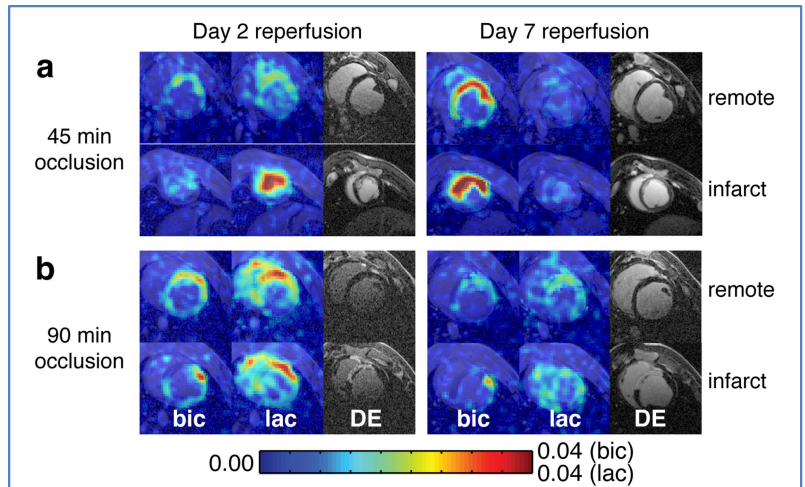 Day 2 reperfusion
Day 7 reperfusion
a
45 min
occlusion
remote
infarct
b
90 min
occlusion
remote
infarct
bic lac DE bic lac DE
0.00
0.04 (bic)
0.04 (lac)